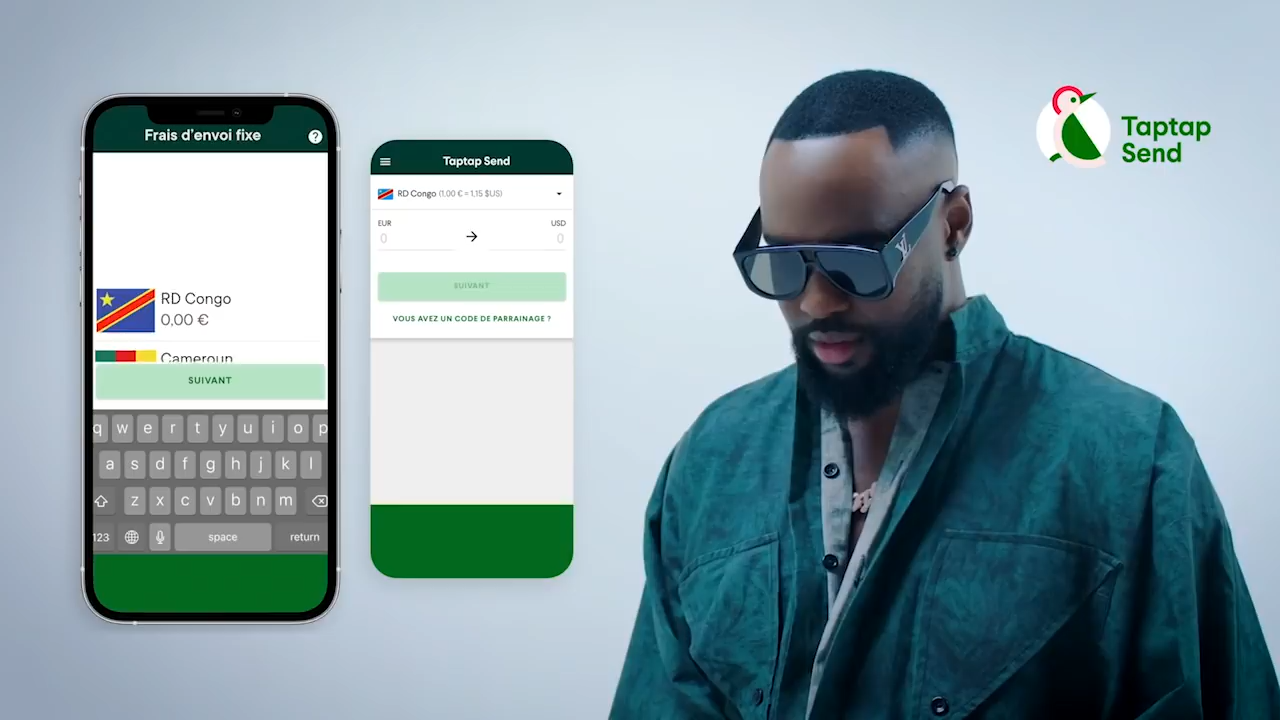 Frais d'envoi fixe
?
RD Congo
0,00 €
Cameroun
SUIVANT
q w e r t y u i o p
a s d f g h j k l
z x c v b n m
123 space return
Taptap Send
RD Congo (1.00 € = 1.15 $US)
EUR USD
0 0
SUIVANT
VOUS AVEZ UN CODE DE PARRAINAGE ?
LV
Taptap
Send